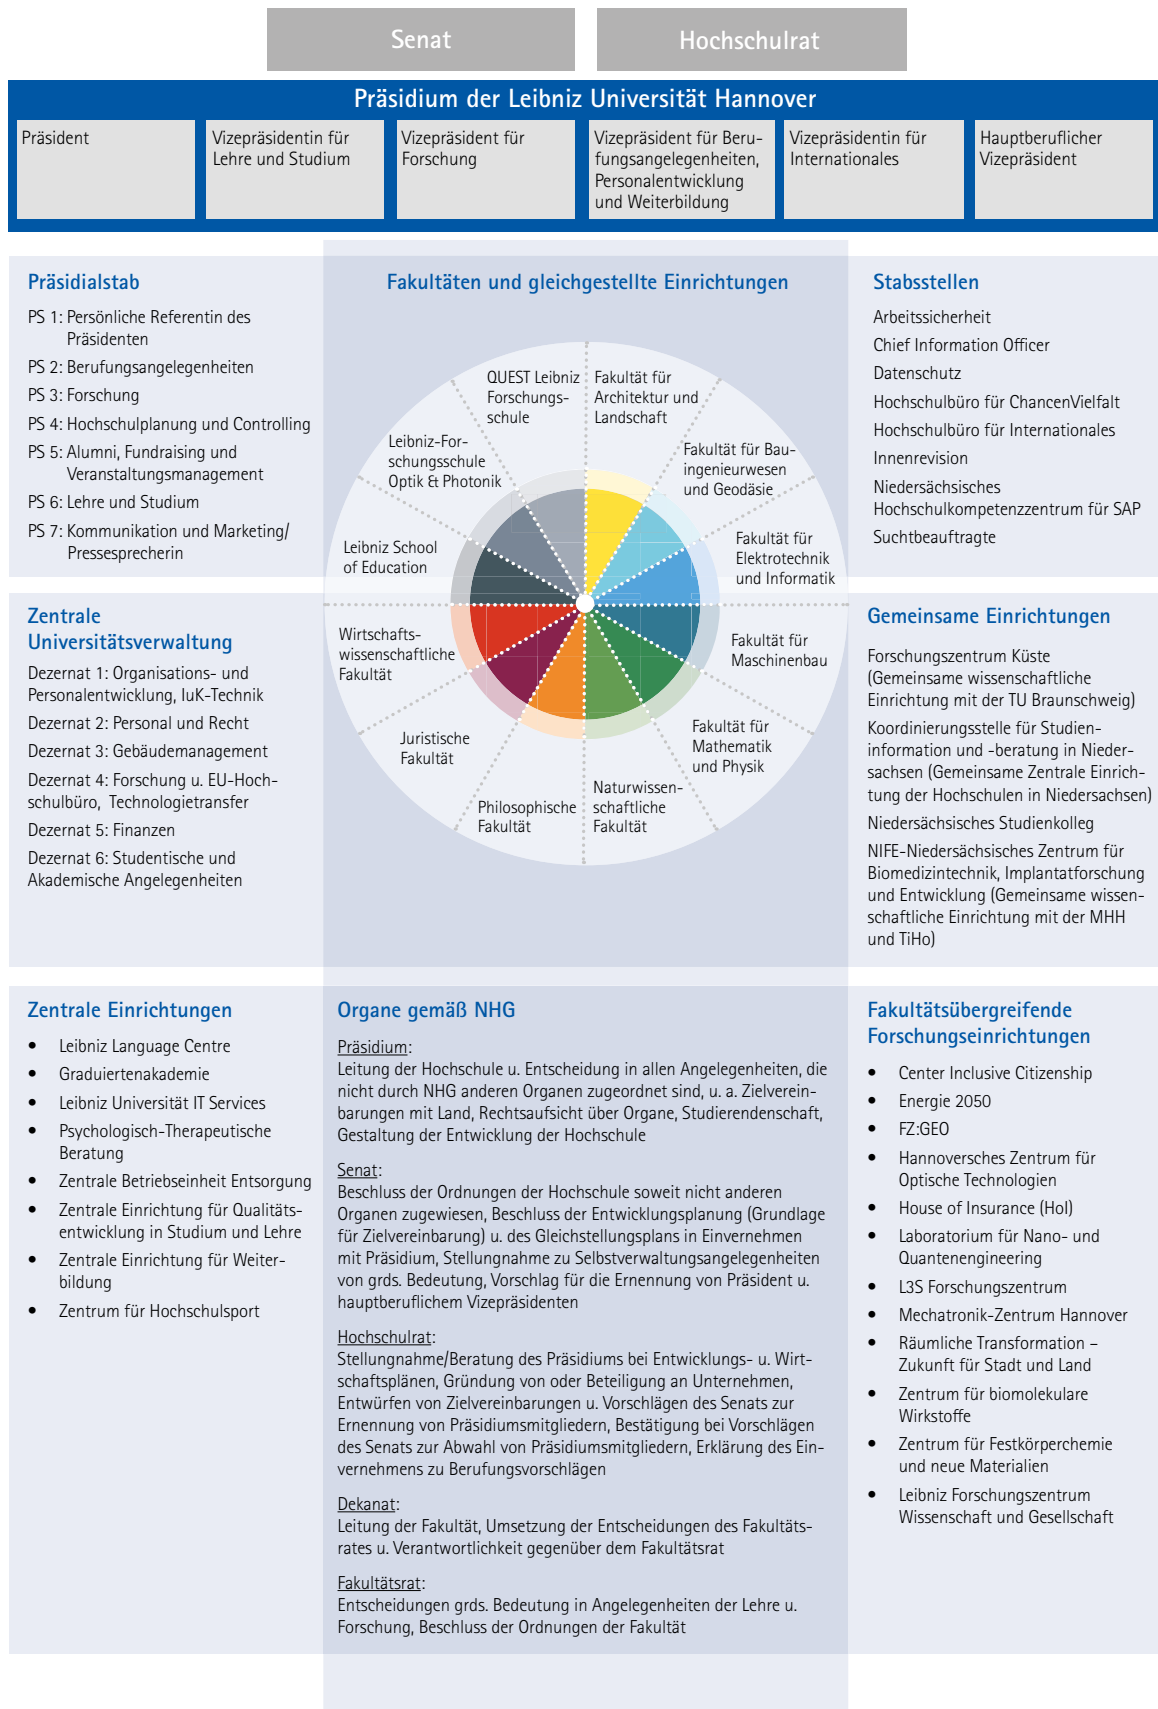 Senat
Hochschulrat
Präsidium der Leibniz Universität Hannover
Präsident
Vizepräsidentin für
Lehre und Studium
Vizepräsident für
Forschung
Vizepräsident für Beru-
fungsangelegenheiten,
Personalentwicklung
und Weiterbildung
Vizepräsidentin für
Internationales
Hauptberuflicher
Vizepräsident
Präsidialstab
PS 1: Persönliche Referentin des
Präsidenten
PS 2: Berufungsangelegenheiten
PS 3: Forschung
PS 4: Hochschulplanung und Controlling
PS 5: Alumni, Fundraising und
Veranstaltungsmanagement
PS 6: Lehre und Studium
PS 7: Kommunikation und Marketing/
Pressesprecherin
Fakultäten und gleichgestellte Einrichtungen
QUEST Leibniz
Forschungs-
schule
Fakultät für
Architektur und
Landschaft
Leibniz-For-
schungsschule
Optik & Photonik
Fakultät für Bau-
ingenieurwesen
und Geodäsie
Leibniz School
of Education
Fakultät für
Elektrotechnik
und Informatik
Wirtschafts-
wissenschaftliche
Fakultät
Fakultät für
Maschinenbau
Juristische
Fakultät
Fakultät für
Mathematik
und Physik
Philosophische
Fakultät
Naturwissen-
schaftliche
Fakultät
Stabsstellen
Arbeitssicherheit
Chief Information Officer
Datenschutz
Hochschulbüro für ChancenVielfalt
Hochschulbüro für Internationales
Innenrevision
Niedersächsisches
Hochschulkompetenzzentrum für SAP
Suchtbeauftragte
Zentrale
Universitätsverwaltung
Dezernat 1: Organisations- und
Personalentwicklung, IuK-Technik
Dezernat 2: Personal und Recht
Dezernat 3: Gebäudemanagement
Dezernat 4: Forschung u. EU-Hoch-
schulbüro, Technologietransfer
Dezernat 5: Finanzen
Dezernat 6: Studentische und
Akademische Angelegenheiten
Gemeinsame Einrichtungen
Forschungszentrum Küste
(Gemeinsame wissenschaftliche
Einrichtung mit der TU Braunschweig)
Koordinierungsstelle für Studien-
information und -beratung in Nieder-
sachsen (Gemeinsame Zentrale Einrich-
tung der Hochschulen in Niedersachsen)
Niedersächsisches Studienkolleg
NIFE-Niedersächsisches Zentrum für
Biomedizintechnik, Implantatforschung
und Entwicklung (Gemeinsame wissen-
schaftliche Einrichtung mit der MHH
und TiHo)
Zentrale Einrichtungen
• Leibniz Language Centre
• Graduiertenakademie
• Leibniz Universität IT Services
• Psychologisch-Therapeutische
Beratung
• Zentrale Betriebseinheit Entsorgung
• Zentrale Einrichtung für Qualitäts-
entwicklung in Studium und Lehre
• Zentrale Einrichtung für Weiter-
bildung
• Zentrum für Hochschulsport
Organe gemäß NHG
Präsidium:
Leitung der Hochschule u. Entscheidung in allen Angelegenheiten, die
nicht durch NHG anderen Organen zugeordnet sind, u. a. Zielverein-
barungen mit Land, Rechtsaufsicht über Organe, Studierendenschaft,
Gestaltung der Entwicklung der Hochschule
Senat:
Beschluss der Ordnungen der Hochschule soweit nicht anderen
Organen zugewiesen, Beschluss der Entwicklungsplanung (Grundlage
für Zielvereinbarung) u. des Gleichstellungsplans in Einvernehmen
mit Präsidium, Stellungnahme zu Selbstverwaltungsangelegenheiten
von grds. Bedeutung, Vorschlag für die Ernennung von Präsident u.
hauptberuflichem Vizepräsidenten
Hochschulrat:
Stellungnahme/Beratung des Präsidiums bei Entwicklungs- u. Wirt-
schaftsplänen, Gründung von oder Beteiligung an Unternehmen,
Entwürfen von Zielvereinbarungen u. Vorschlägen des Senats zur
Ernennung von Präsidiumsmitgliedern, Bestätigung bei Vorschlägen
des Senats zur Abwahl von Präsidiumsmitgliedern, Erklärung des Ein-
vernehmens zu Berufungsvorschlägen
Dekanat:
Leitung der Fakultät, Umsetzung der Entscheidungen des Fakultäts-
rates u. Verantwortlichkeit gegenüber dem Fakultätsrat
Fakultätsrat:
Entscheidungen grds. Bedeutung in Angelegenheiten der Lehre u.
Forschung, Beschluss der Ordnungen der Fakultät
Fakultätsübergreifende
Forschungseinrichtungen
• Center Inclusive Citizenship
• Energie 2050
• FZ:GEO
• Hannoversches Zentrum für
Optische Technologien
• House of Insurance (HoI)
• Laboratorium für Nano- und
Quantenengineering
• L3S Forschungszentrum
• Mechatronik-Zentrum Hannover
• Räumliche Transformation –
Zukunft für Stadt und Land
• Zentrum für biomolekulare
Wirkstoffe
• Zentrum für Festkörperchemie
und neue Materialien
• Leibniz Forschungszentrum
Wissenschaft und Gesellschaft